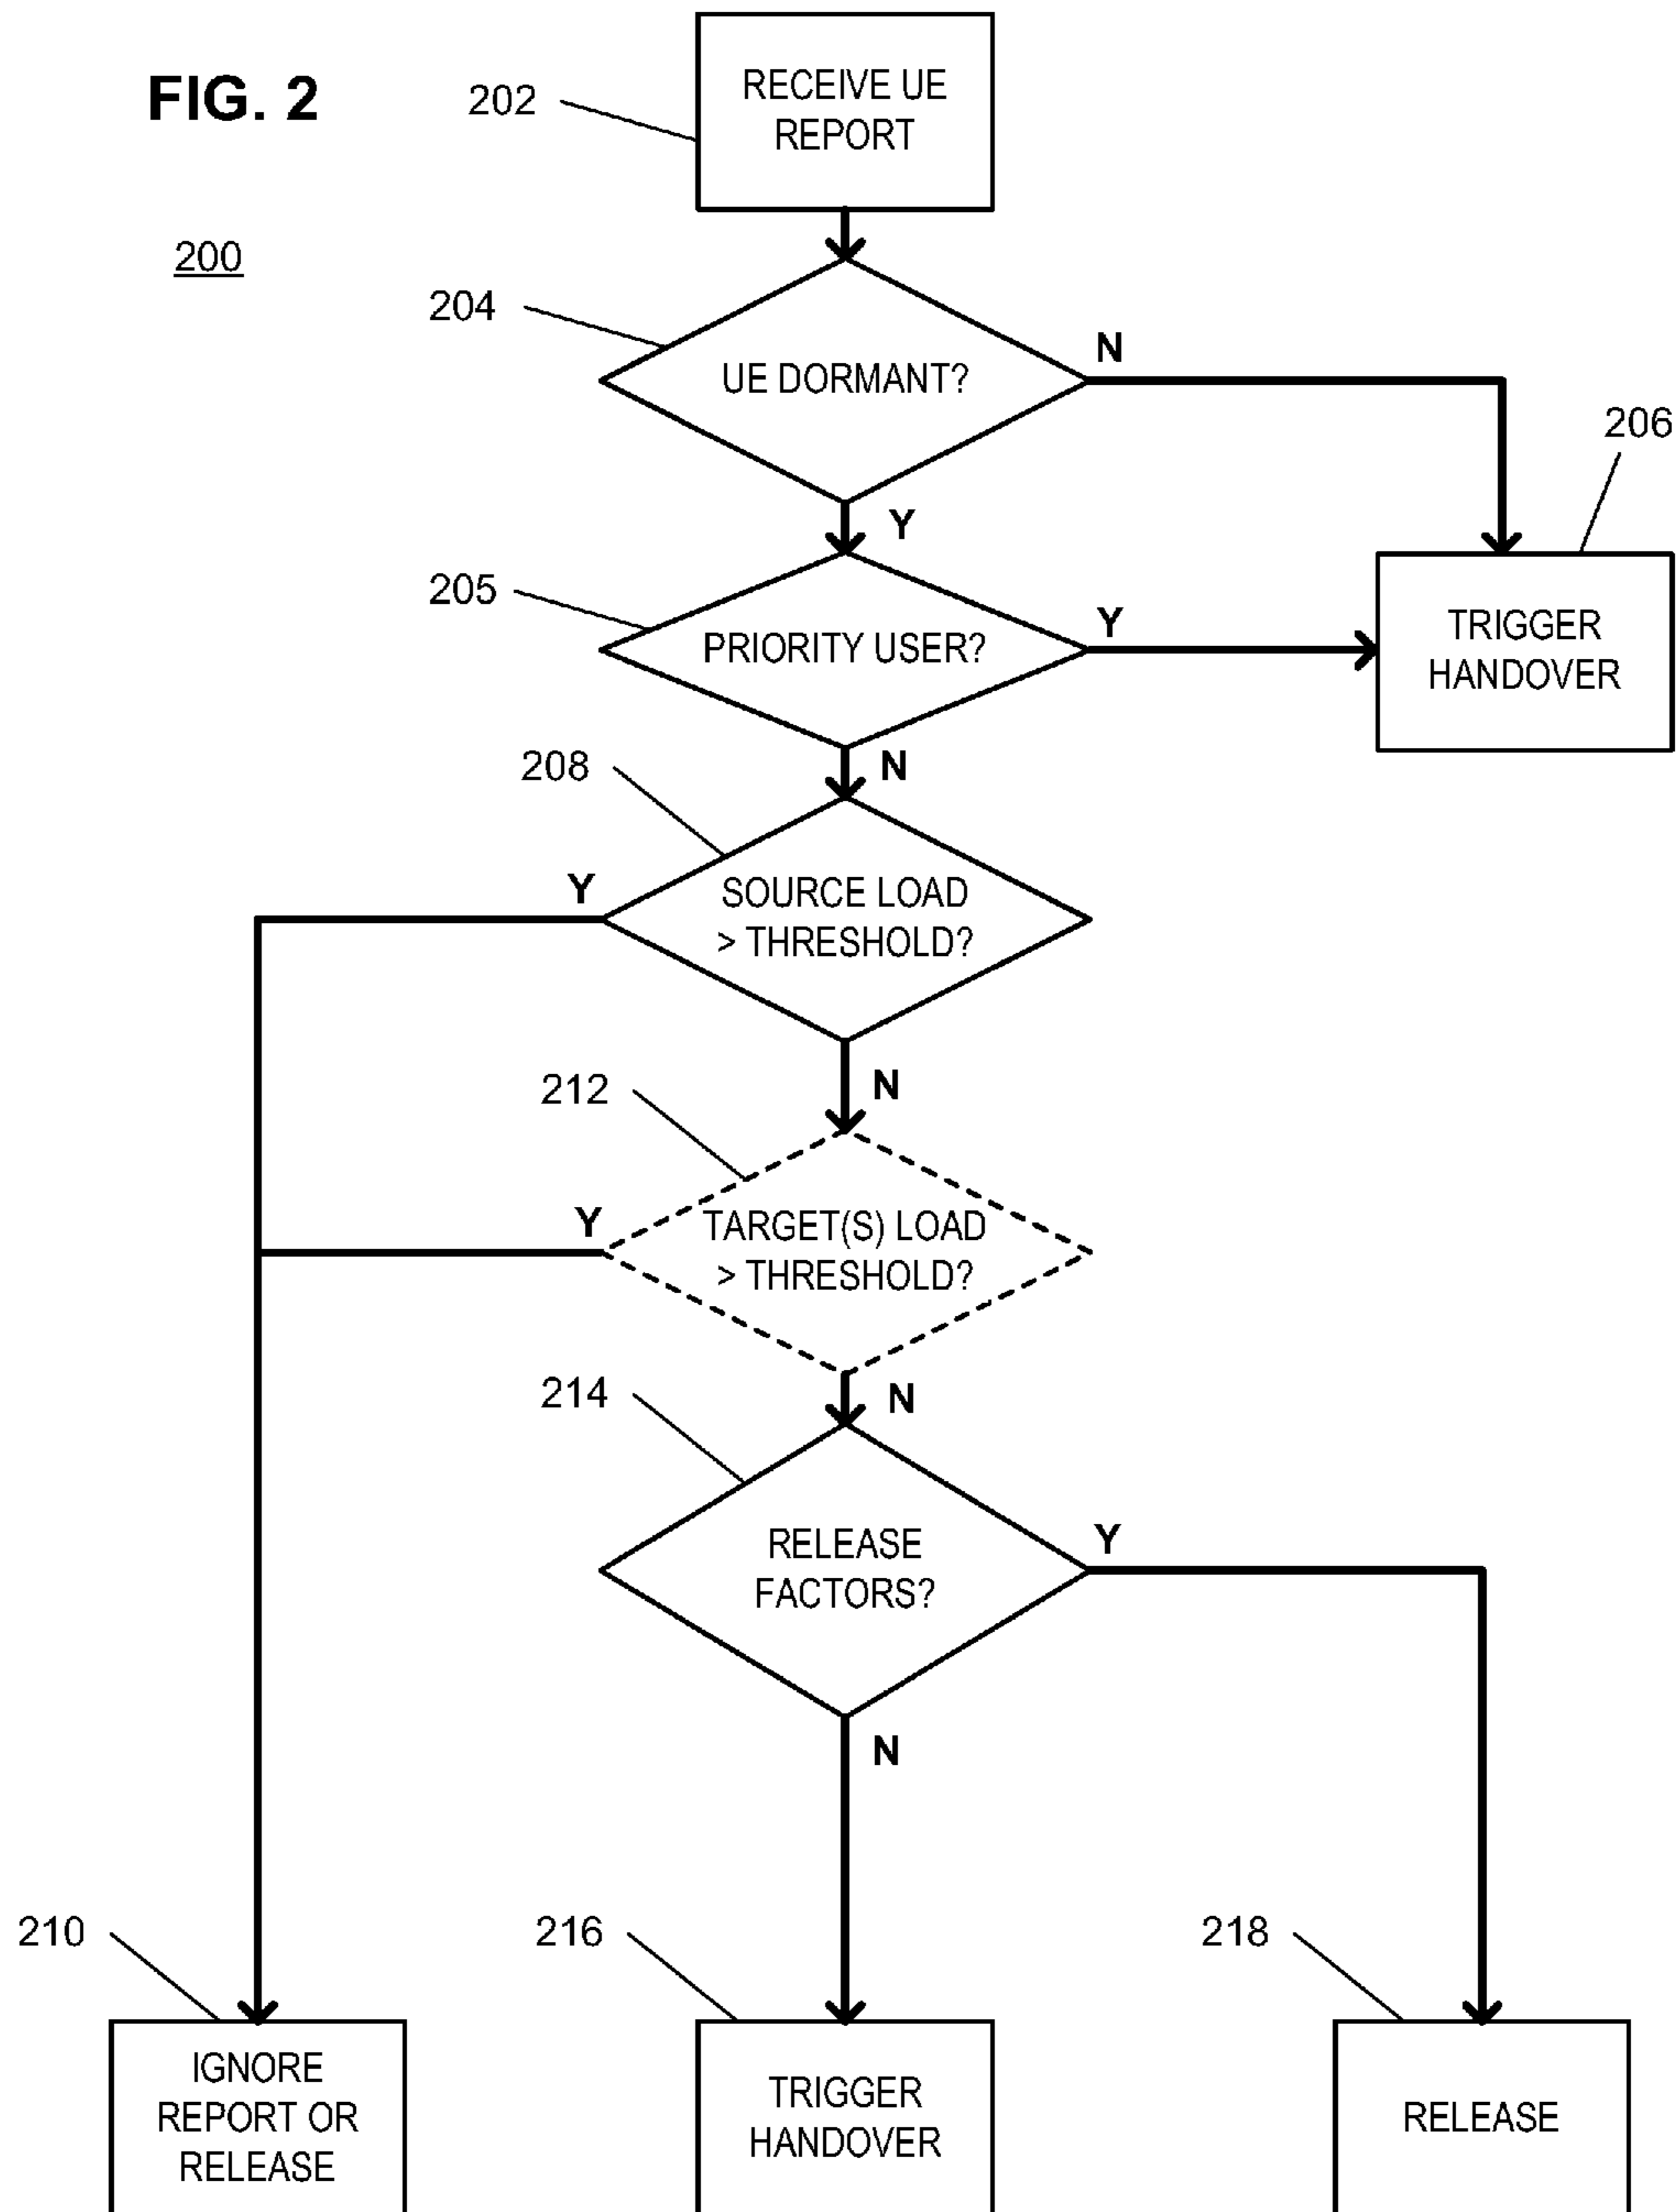 FIG. 2
202
RECEIVE UE
REPORT
200
204
UE DORMANT?
N
206
Y
205
PRIORITY USER?
Y
TRIGGER
HANDOVER
208
N
Y
SOURCE LOAD
> THRESHOLD?
212
N
Y
TARGET(S) LOAD
> THRESHOLD?
214
N
RELEASE
FACTORS?
Y
N
210
216
218
IGNORE
REPORT OR
RELEASE
TRIGGER
HANDOVER
RELEASE